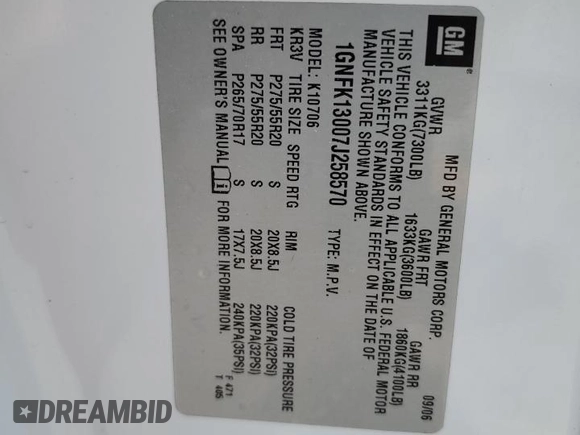 GM
MFD BY GENERAL MOTORS CORP. 09/06
GVWR GAWR FRT GAWR RR
3311KG(7300LB) 1633KG(3600LB) 1860KG(4100LB)
THIS VEHICLE CONFORMS TO ALL APPLICABLE U.S. FEDERAL MOTOR
VEHICLE SAFETY STANDARDS IN EFFECT ON THE DATE OF
MANUFACTURE SHOWN ABOVE.
1GNFK13007J258570 TYPE: M.P.V.
MODEL: K10706
KR3V TIRE SIZE SPEED RTG RIM COLD TIRE PRESSURE
FRT P275/55R20 S 20X8.5J 220KPA(32PSI)
RR P275/55R20 S 20X8.5J 220KPA(32PSI)
SPA P265/70R17 S 17X7.5J 240KPA(35PSI)
SEE OWNER'S MANUAL i FOR MORE INFORMATION.
F 471
T 405
DREAMBID